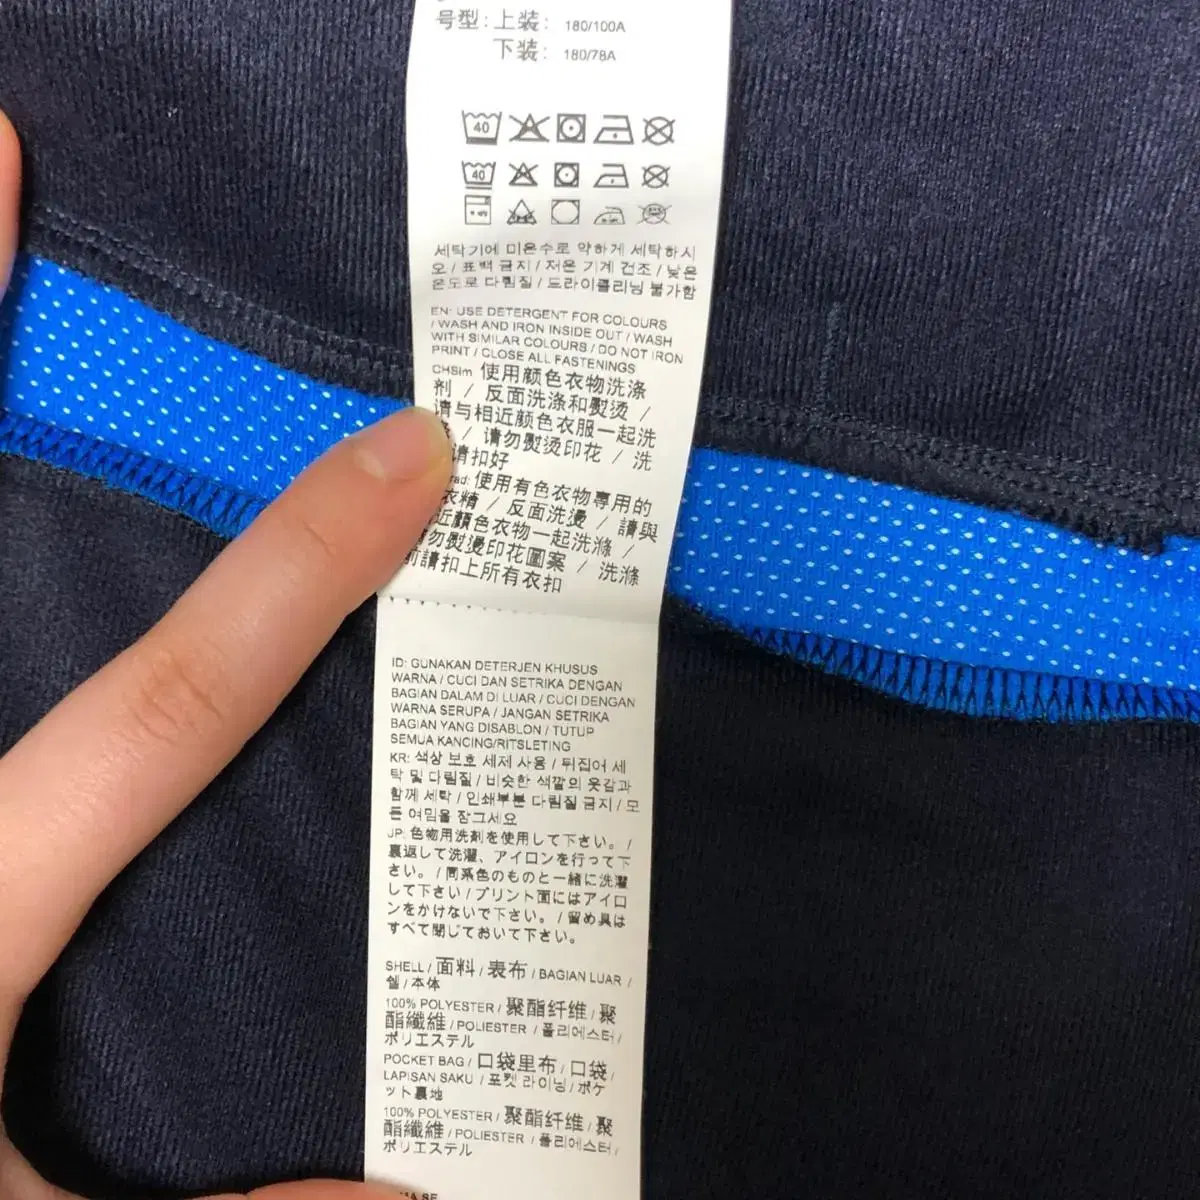 号型: 上装: 180/100A
下装: 180/78A
40
40
세탁기에 미온수로 약하게 세탁하시
오 / 표백 금지 / 저온 기계 건조 / 낮은
온도로 다림질 / 드라이클리닝 불가함
EN: USE DETERGENT FOR COLOURS
/ WASH AND IRON INSIDE OUT / WASH
WITH SIMILAR COLOURS / DO NOT IRON
PRINT / CLOSE ALL FASTENINGS
CHSim 使用颜色衣物洗涤
剂 / 反面洗涤和熨烫 /
请与相近颜色衣服一起洗
/ 请勿熨烫印花 / 洗
请扣好
rad: 使用有色衣物專用的
衣精 / 反面洗燙 / 請與
近顏色衣物一起洗滌 /
勿熨燙印花圖案 / 洗滌
前請扣上所有衣扣
ID: GUNAKAN DETERJEN KHUSUS
WARNA / CUCI DAN SETRIKA DENGAN
BAGIAN DALAM DI LUAR / CUCI DENGAN
WARNA SERUPA / JANGAN SETRIKA
BAGIAN YANG DISABLON / TUTUP
SEMUA KANCING/RITSLETING
KR: 색상 보호 세제 사용 / 뒤집어 세
탁 및 다림질 / 비슷한 색깔의 옷감과
함께 세탁 / 인쇄부분 다림질 금지 / 모
든 여밈을 잠그세요
JP: 色物用洗剤を使用して下さい。 /
裏返して洗濯、アイロンを行って下
さい。 / 同系色のものと一緒に洗濯
して下さい / プリント面にはアイロ
ンをかけないで下さい。 / 留め具は
すべて閉じておいて下さい。
SHELL / 面料 / 表布 / BAGIAN LUAR /
쉘 / 本体
100% POLYESTER / 聚酯纤维 / 聚
酯纖維 / POLIESTER / 폴리에스터 /
ポリエステル
POCKET BAG / 口袋里布 / 口袋 /
LAPISAN SAKU / 포켓 라이닝 / ポケ
ット裏地
100% POLYESTER / 聚酯纤维 / 聚
酯纖維 / POLIESTER / 폴리에스터 /
ポリエステル